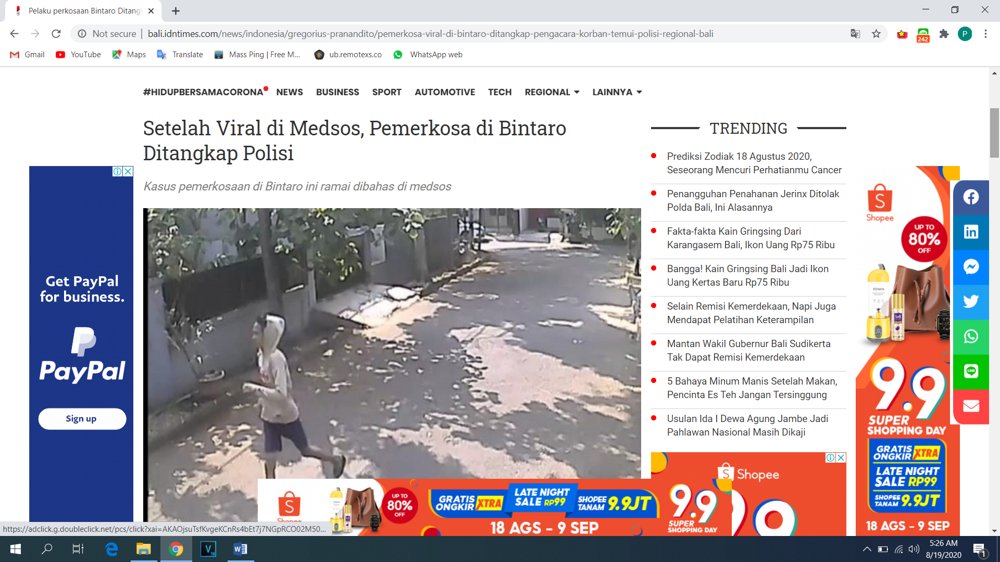 Pelaku perkosaan Bintaro Ditang
Not secure | bali.idntimes.com/news/indonesia/gregorius-pranandito/pemerkosa-viral-di-bintaro-ditangkap-pengacara-korban-temui-polisi-regional-bali
242
P
Gmail YouTube Maps Translate Mass Ping | Free M... ub.remotexs.co WhatsApp web
#HIDUPBERSAMACORONA NEWS BUSINESS SPORT AUTOMOTIVE TECH REGIONAL LAINNYA
Setelah Viral di Medsos, Pemerkosa di Bintaro
Ditangkap Polisi
Kasus pemerkosaan di Bintaro ini ramai dibahas di medsos
TRENDING
Prediksi Zodiak 18 Agustus 2020,
Seseorang Mencuri Perhatianmu Cancer
Penangguhan Penahanan Jerinx Ditolak
Polda Bali, Ini Alasannya
Fakta-fakta Kain Gringsing Dari
Karangasem Bali, Ikon Uang Rp75 Ribu
Bangga! Kain Gringsing Bali Jadi Ikon
Uang Kertas Baru Rp75 Ribu
Selain Remisi Kemerdekaan, Napi Juga
Mendapat Pelatihan Keterampilan
Mantan Wakil Gubernur Bali Sudikerta
Tak Dapat Remisi Kemerdekaan
5 Bahaya Minum Manis Setelah Makan,
Pencinta Es Teh Jangan Tersinggung
Usulan Ida I Dewa Agung Jambe Jadi
Pahlawan Nasional Masih Dikaji
Get PayPal
for business.
PayPal
Sign up
Shopee
UP TO
80%
OFF
9.9
SUPER
SHOPPING DAY
GRATIS
ONGKIR XTRA
LATE NIGHT
SALE RP99
SHOPEE
TANAM 9.9JT
18 AGS – 9 SEP
Shopee
Shopee
UP TO
80%
OFF
GRATIS
ONGKIR XTRA
LATE NIGHT
SALE RP99
SHOPEE
TANAM 9.9JT
18 AGS – 9 SEP
9.9
SUPER
SHOPPING DAY
https://adclick.g.doubleclick.net/pcs/click?xai=AKAOjsuTsfKvgeKCnRs4bEt7j7NGpRCO02M50...
5:26 AM
8/19/2020
1